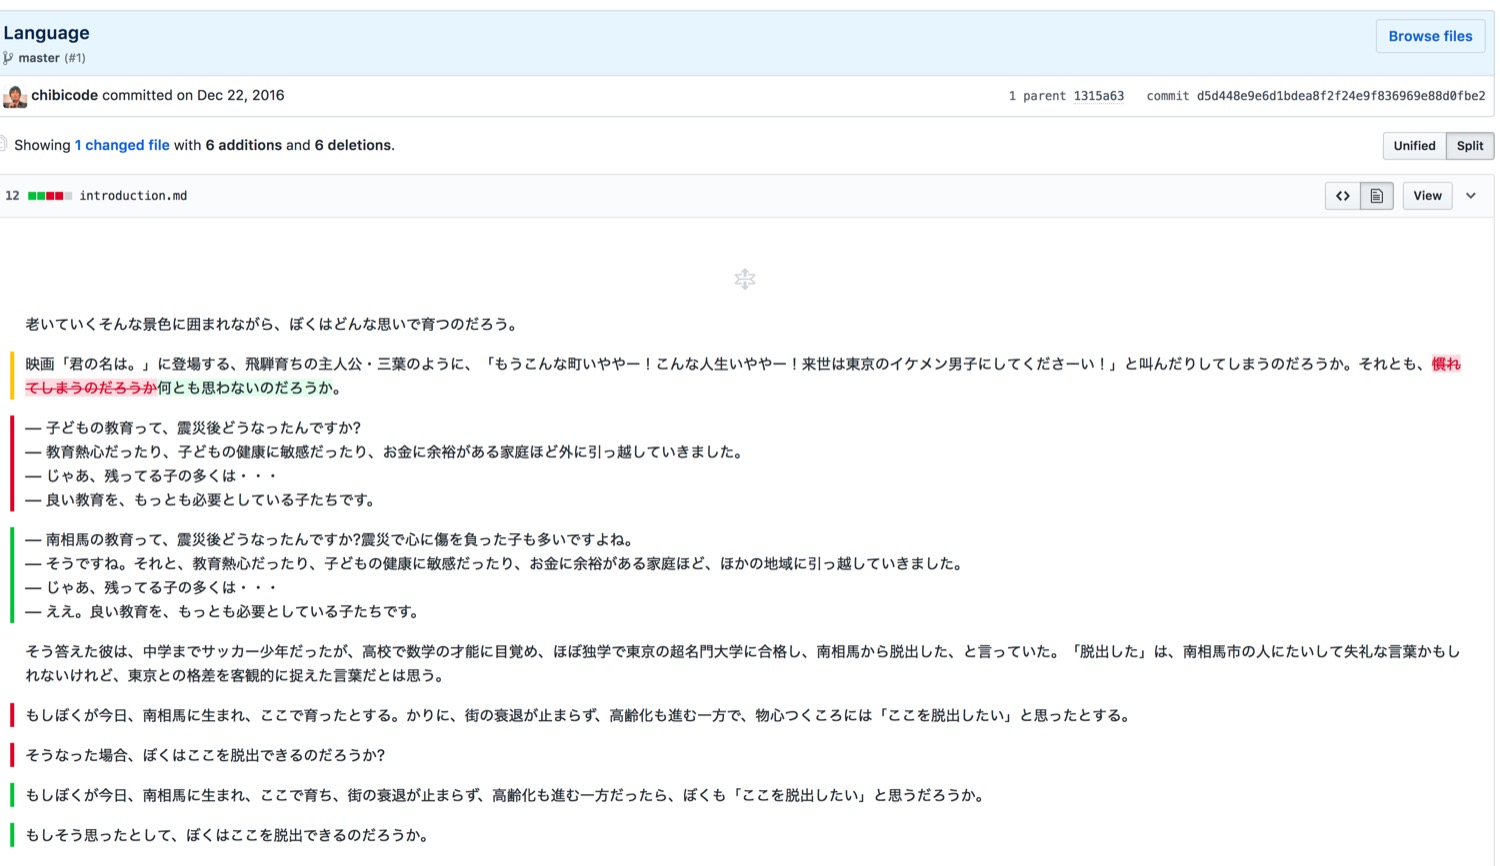 Language
Browse files
master (#1)
chibicode committed on Dec 22, 2016
1 parent 1315a63 commit d5d448e9e6d1bdea8f2f24e9f836969e88d0fbe2
Showing 1 changed file with 6 additions and 6 deletions.
Unified Split
12 introduction.md
<> View
老いていくそんな景色に囲まれながら、ぼくはどんな思いで育つのだろう。
映画「君の名は。」に登場する、飛騨育ちの主人公・三葉のように、「もうこんな町いややー！こんな人生いややー！来世は東京のイケメン男子にしてくださーい！」と叫んだりしてしまうのだろうか。それとも、慣れ
てしまうのだろうか何とも思わないのだろうか。
— 子どもの教育って、震災後どうなったんですか?
— 教育熱心だったり、子どもの健康に敏感だったり、お金に余裕がある家庭ほど外に引っ越していきました。
— じゃあ、残ってる子の多くは・・・
— 良い教育を、もっとも必要としている子たちです。
— 南相馬の教育って、震災後どうなったんですか?震災で心に傷を負った子も多いですよね。
— そうですね。それと、教育熱心だったり、子どもの健康に敏感だったり、お金に余裕がある家庭ほど、ほかの地域に引っ越していきました。
— じゃあ、残ってる子の多くは・・・
— ええ。良い教育を、もっとも必要としている子たちです。
そう答えた彼は、中学までサッカー少年だったが、高校で数学の才能に目覚め、ほぼ独学で東京の超名門大学に合格し、南相馬から脱出した、と言っていた。「脱出した」は、南相馬市の人にたいして失礼な言葉かもし
れないけれど、東京との格差を客観的に捉えた言葉だとは思う。
もしぼくが今日、南相馬に生まれ、ここで育ったとする。かりに、街の衰退が止まらず、高齢化も進む一方で、物心つくころには「ここを脱出したい」と思ったとする。
そうなった場合、ぼくはここを脱出できるのだろうか?
もしぼくが今日、南相馬に生まれ、ここで育ち、街の衰退が止まらず、高齢化も進む一方だったら、ぼくも「ここを脱出したい」と思うだろうか。
もしそう思ったとして、ぼくはここを脱出できるのだろうか。